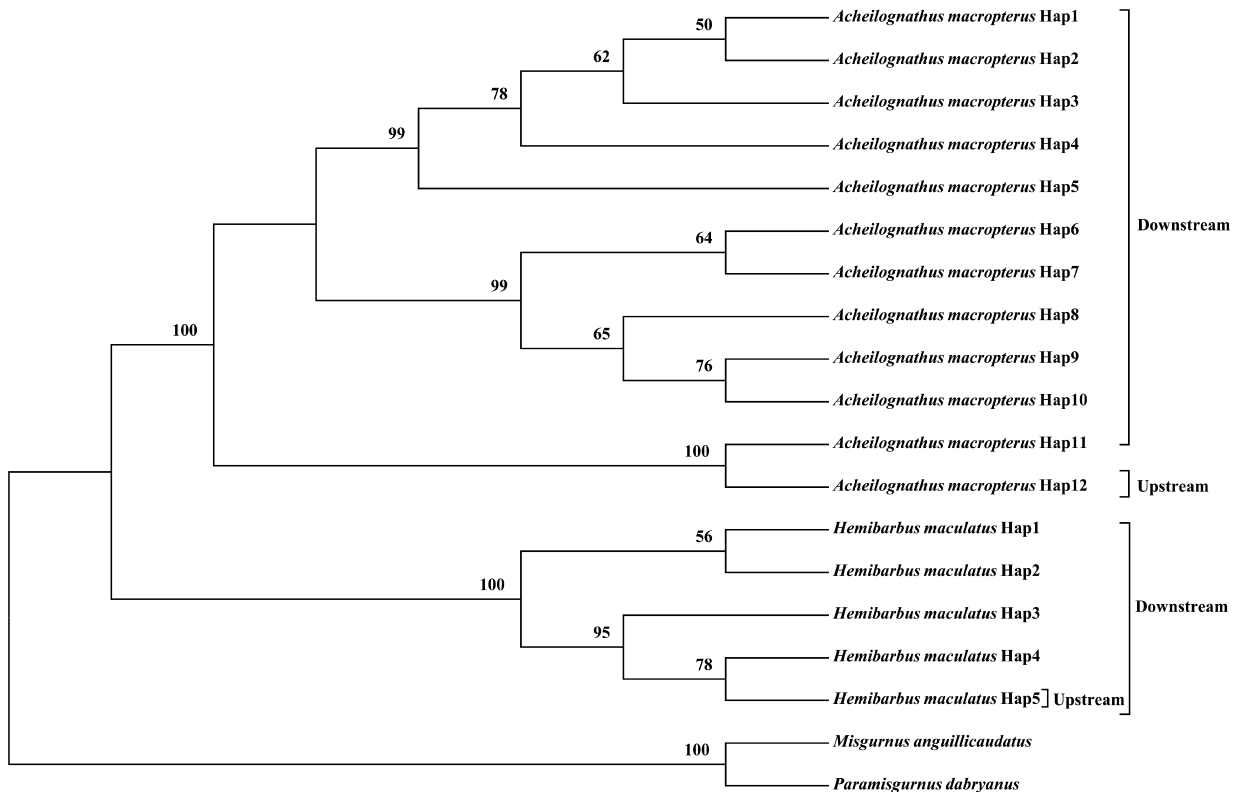 Acheilognathus macropterus Hap1
50
Acheilognathus macropterus Hap2
62
Acheilognathus macropterus Hap3
78
Acheilognathus macropterus Hap4
99
Acheilognathus macropterus Hap5
Downstream
Acheilognathus macropterus Hap6
64
Acheilognathus macropterus Hap7
99
Acheilognathus macropterus Hap8
65
Acheilognathus macropterus Hap9
76
Acheilognathus macropterus Hap10
100
Acheilognathus macropterus Hap11
100
Acheilognathus macropterus Hap12
Upstream
Hemibarbus maculatus Hap1
56
Hemibarbus maculatus Hap2
100
Downstream
Hemibarbus maculatus Hap3
95
Hemibarbus maculatus Hap4
78
Hemibarbus maculatus Hap5 Upstream
Misgurnus anguillicaudatus
100
Paramisgurnus dabryanus